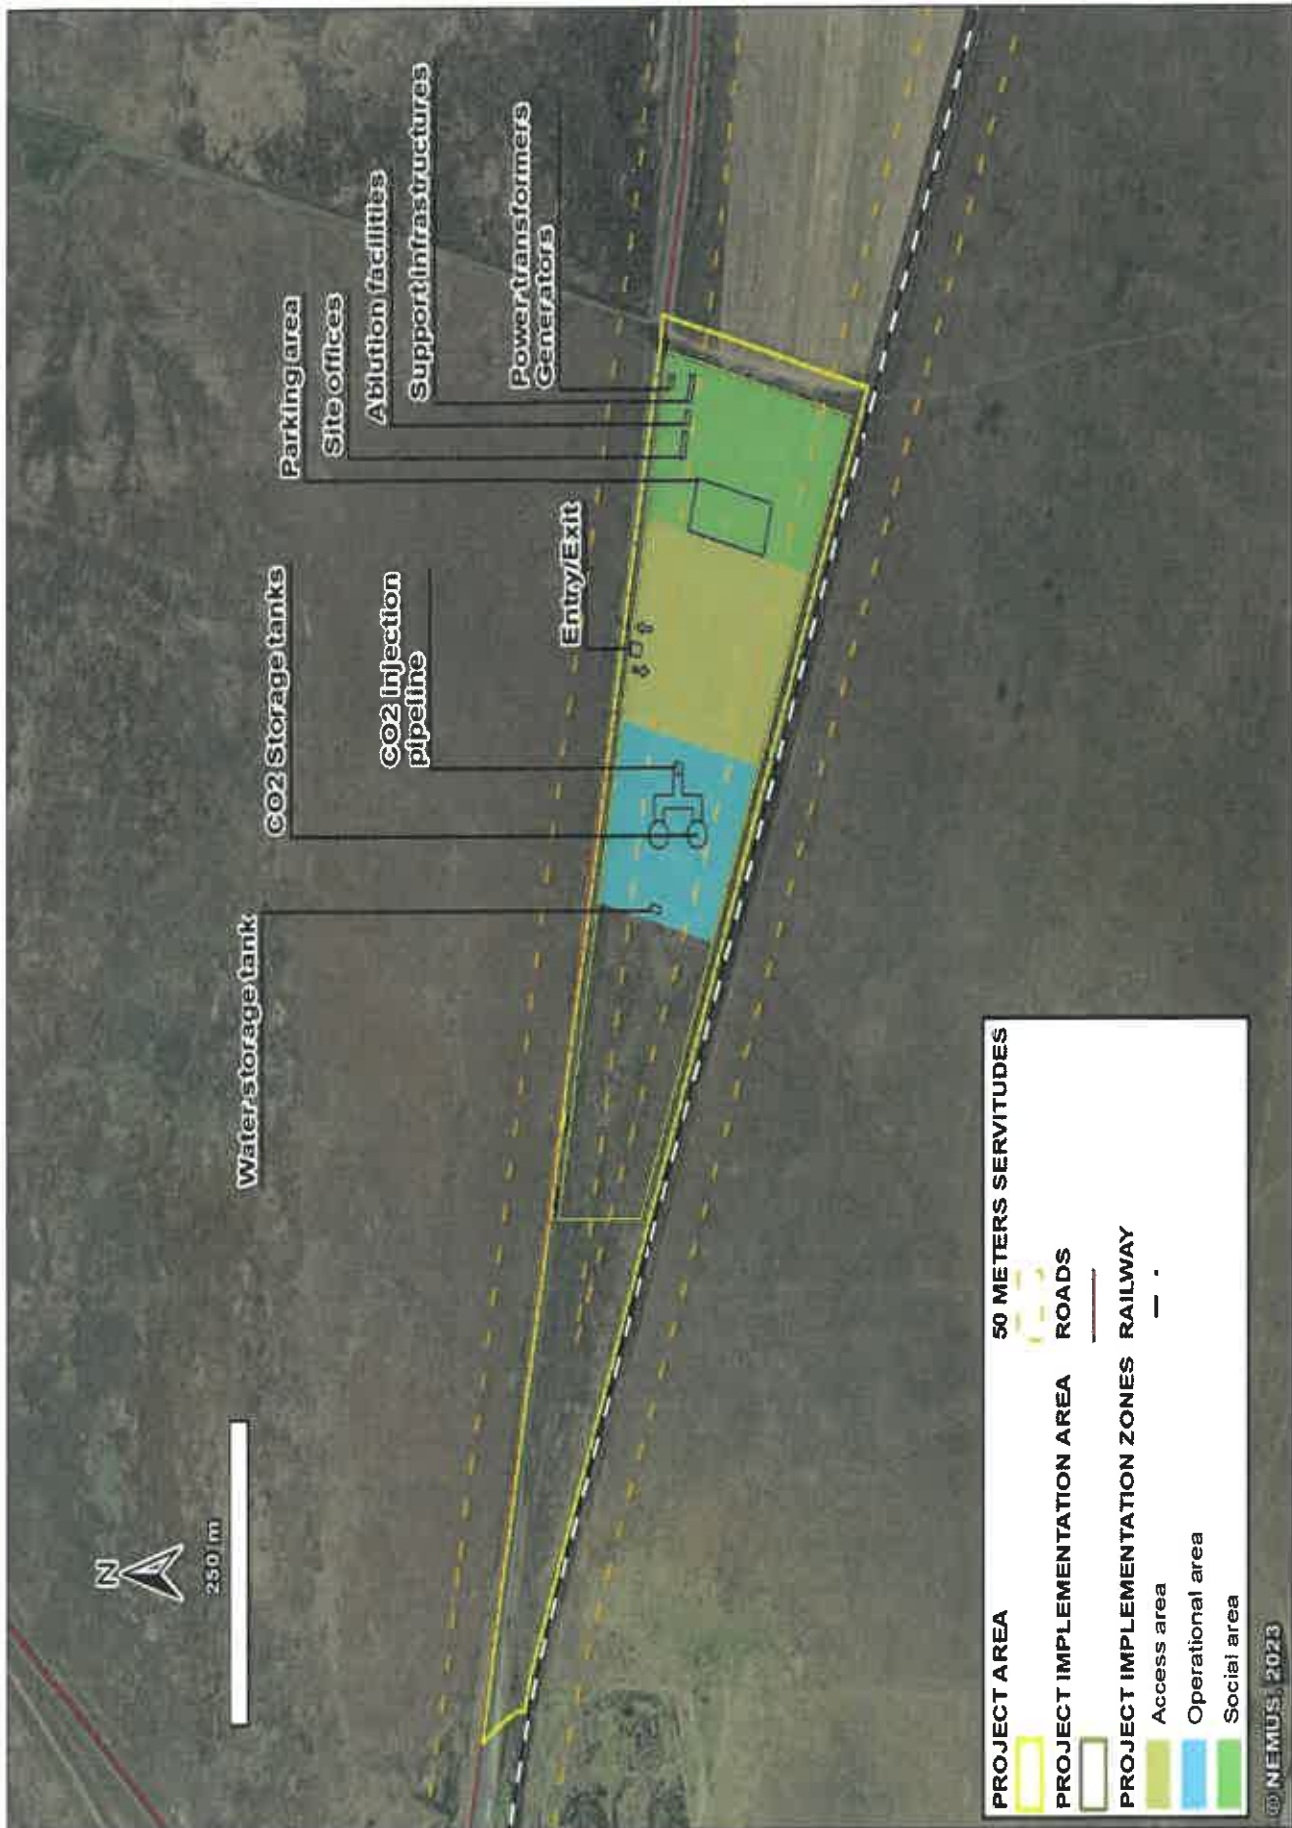 N
250 m
Water storage tank
CO2 Storage tanks
CO2 injection
pipeline
Entry/Exit
Parking area
Site offices
Ablution facilities
Support infrastructures
Power transformers
Generators
PROJECT AREA
PROJECT IMPLEMENTATION AREA
PROJECT IMPLEMENTATION ZONES
Access area
Operational area
Social area
50 METERS SERVITUDES
ROADS
RAILWAY
© NEMUS, 2023